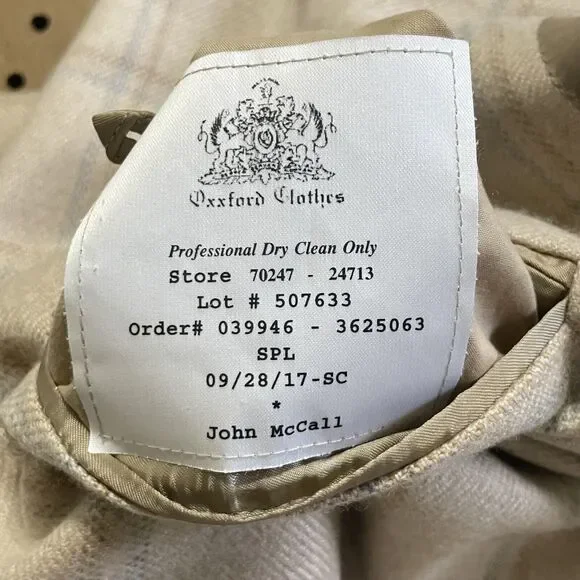 Oxxford Clothes
Professional Dry Clean Only
Store 70247 - 24713
Lot # 507633
Order# 039946 - 3625063
SPL
09/28/17-SC
*
John McCall